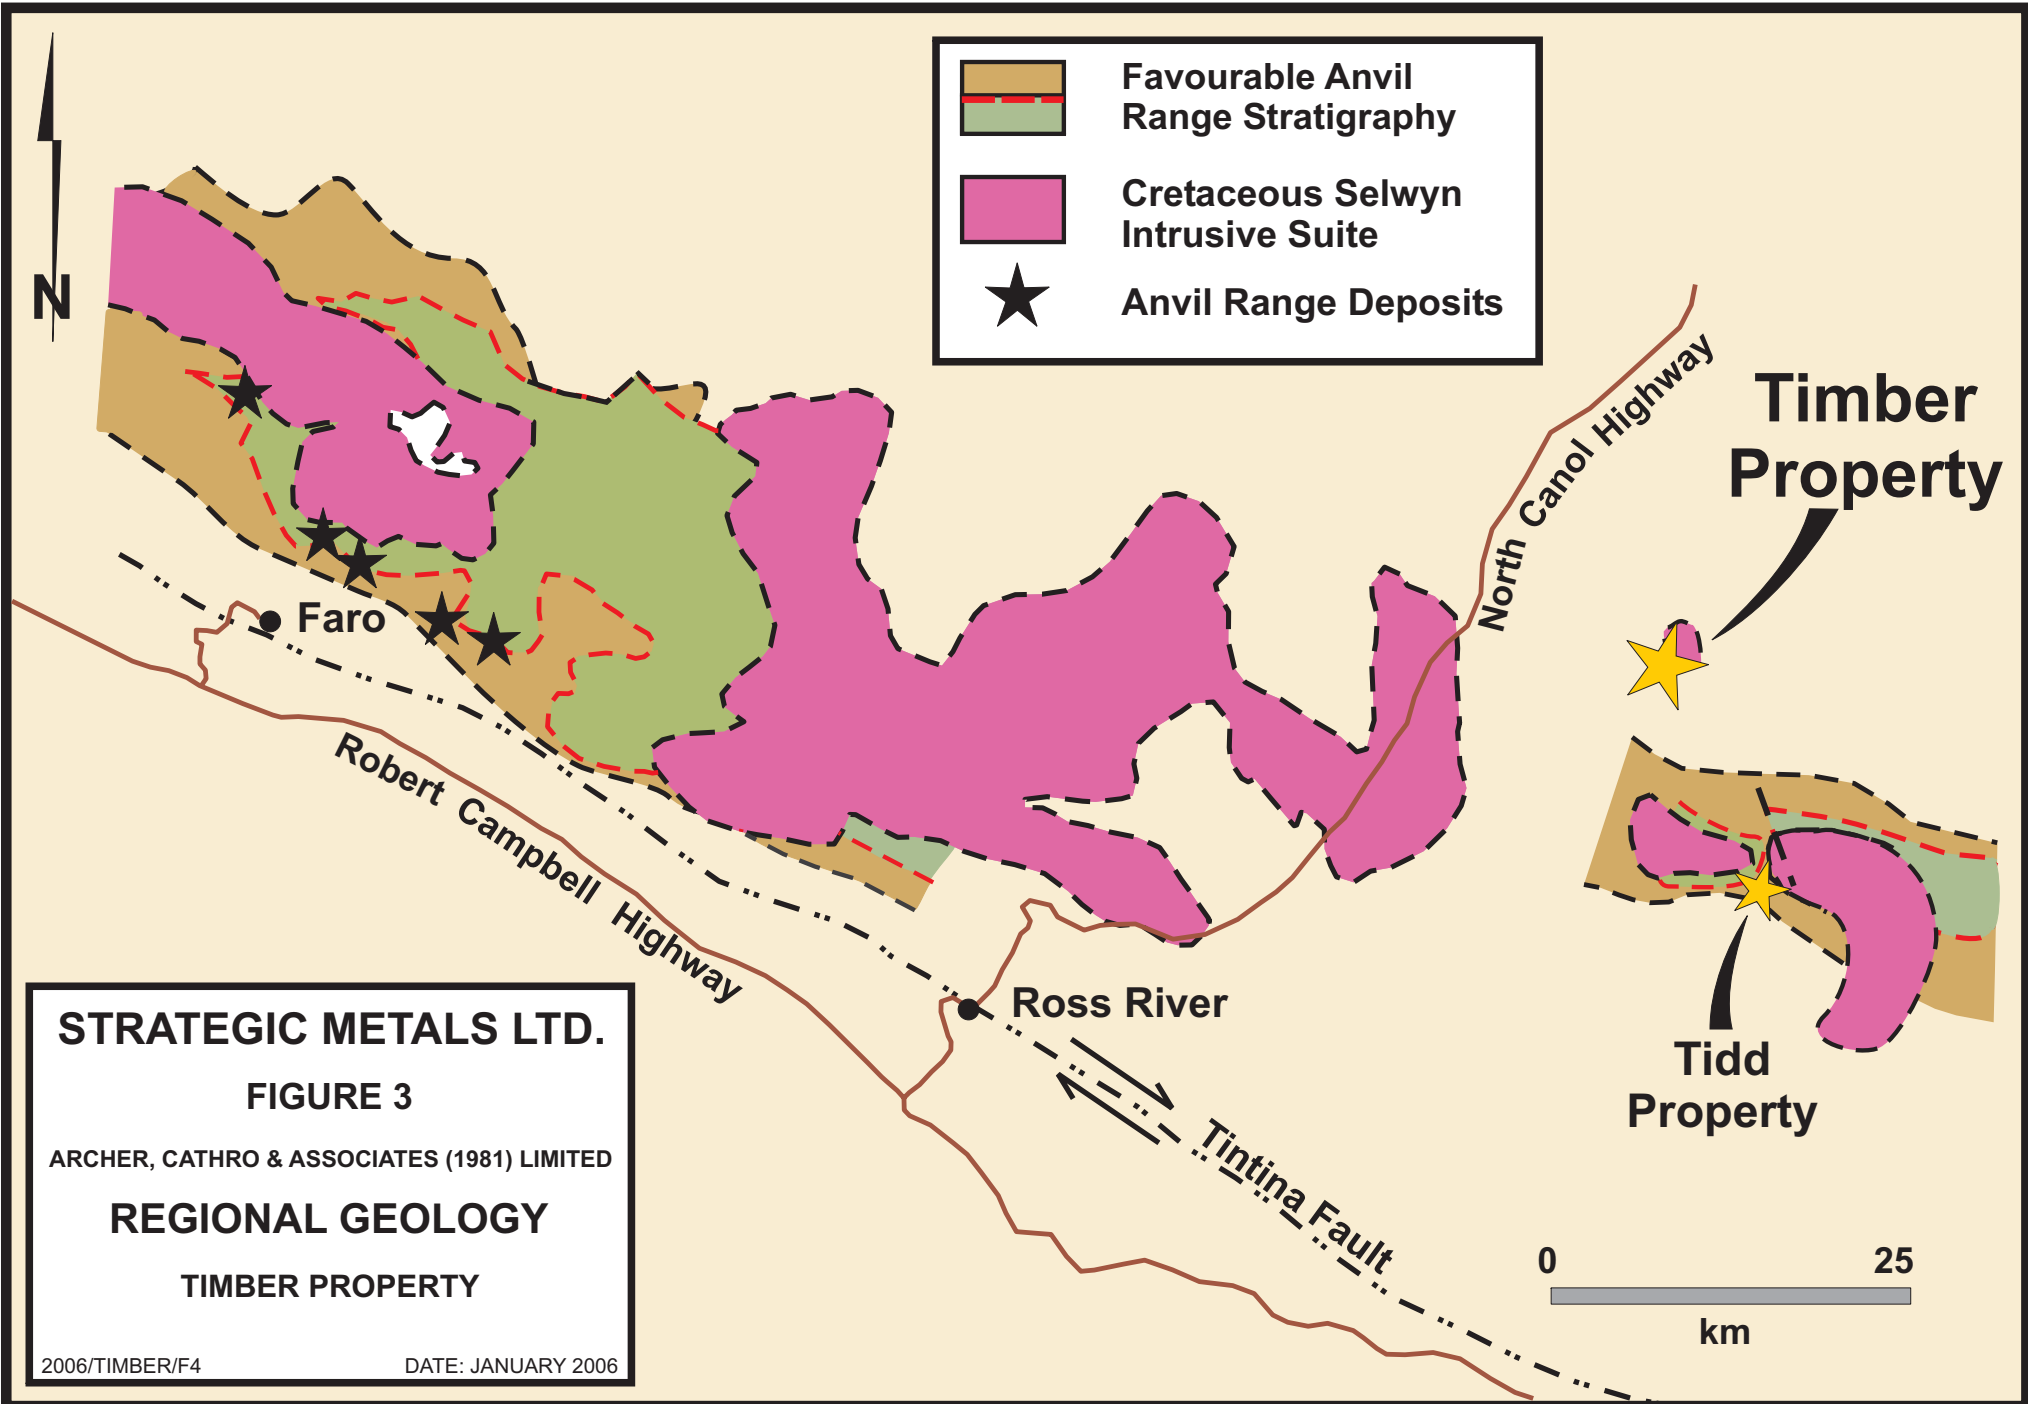 Favourable Anvil
Range Stratigraphy
Cretaceous Selwyn
Intrusive Suite
Anvil Range Deposits
N
North Canol Highway
Timber
Property
Faro
Robert Campbell Highway
Ross River
Tintina Fault
Tidd
Property
0 25
km
STRATEGIC METALS LTD.
FIGURE 3
ARCHER, CATHRO & ASSOCIATES (1981) LIMITED
REGIONAL GEOLOGY
TIMBER PROPERTY
2006/TIMBER/F4 DATE: JANUARY 2006